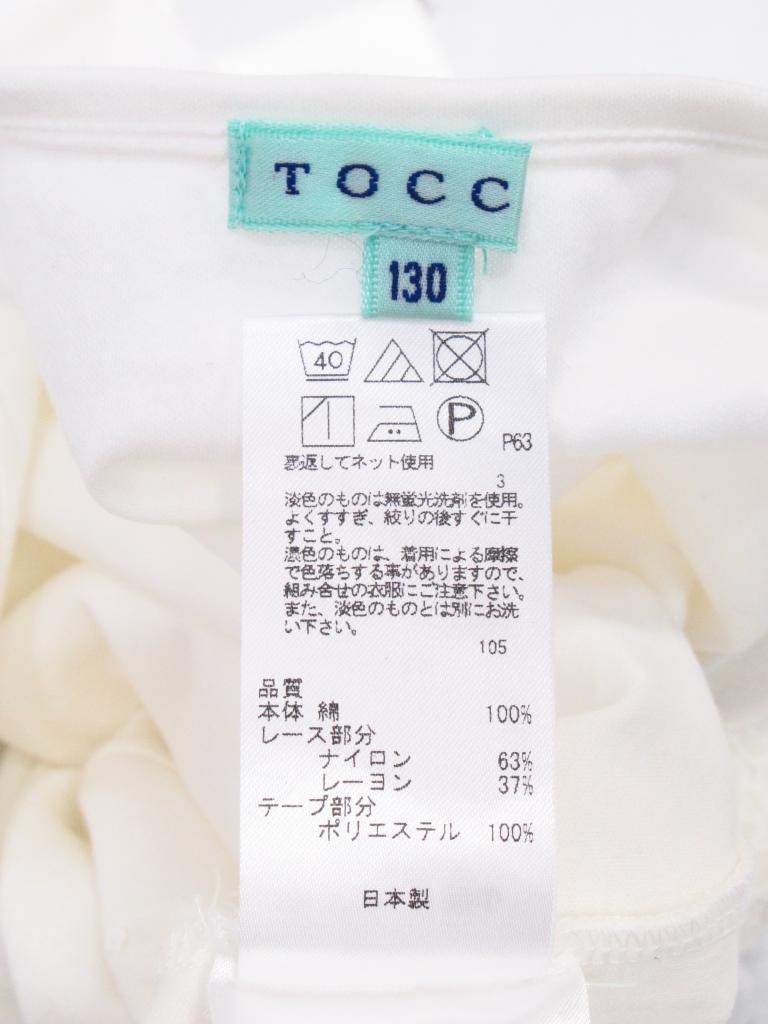 TOCC
130
40
P
P63
裏返してネット使用
3
淡色のものは無蛍光洗剤を使用。
よくすすぎ、絞りの後すぐに干
すこと。
濃色のものは、着用による摩擦
で色落ちする事がありますので、
組み合せの衣服にご注意下さい。
また、淡色のものとは別にお洗
い下さい。
105
品質
本体 綿 100%
レース部分
ナイロン 63%
レーヨン 37%
テープ部分
ポリエステル 100%
日本製